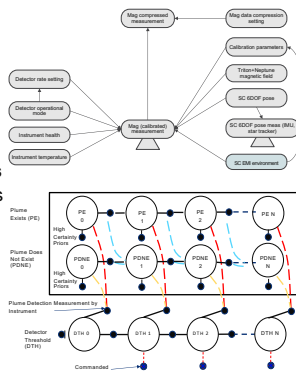 Mag compressed
measurement
Mag data compression
setting
Calibration parameters
Triton+Neptune
magnetic field
SC 6DOF pose
SC 6DOF pose meas (IMU,
star tracker)
SC EMI environment
Detector rate setting
Detector operational
mode
Instrument health
Instrument temperature
Mag (calibrated)
measurement
s
s
Plume
Exists (PE)
PE
0
PE
1
PE
2
PE N
High
Certainty
Priors
Plume Does
Not Exist
(PDNE)
PDNE
0
PDNE
1
PDNE
2
PDNE
N
High
Certainty
Priors
Plume Detection Measurement by
Instrument
Detector
Threshold
(DTH)
DTH 0
DTH 1
DTH 2
DTH N
Commanded